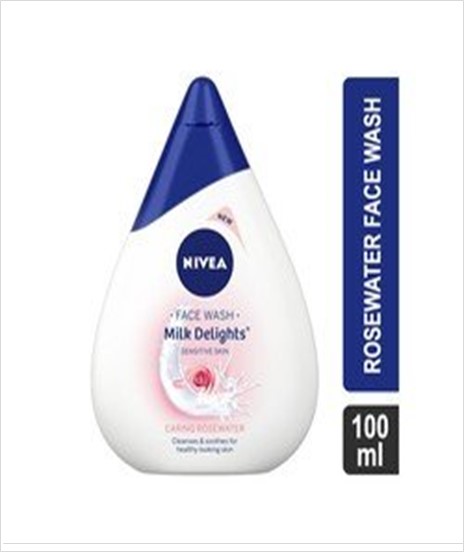 NEW
NIVEA
• FACE WASH •
Milk Delights*
SENSITIVE SKIN
CARING ROSEWATER
Cleanses & soothes for
healthy looking skin
ROSEWATER FACE WASH
100
ml